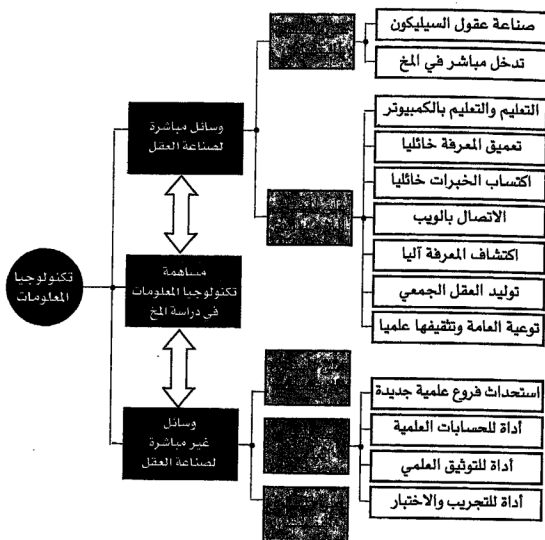 تكنولوجيا
المعلومات
وسائل مباشرة
لصناعة العقل
مساهمة
تكنولوجيا المعلومات
فى دراسة المخ
وسائل
غير مباشرة
لصناعة العقل
صناعة عقول السيليكون
تدخل مباشر في المخ
التعليم والتعليم بالكمبيوتر
تعميق المعرفة خائليا
اكتساب الخبرات خائليا
الاتصال بالويب
اكتشاف المعرفة آليا
توليد العقل الجمعي
توعية العامة وتثقيفها علميا
استحداث فروع علمية جديدة
أداة للحسابات العلمية
أداة للتوثيق العلمي
أداة للتجريب والاختبار